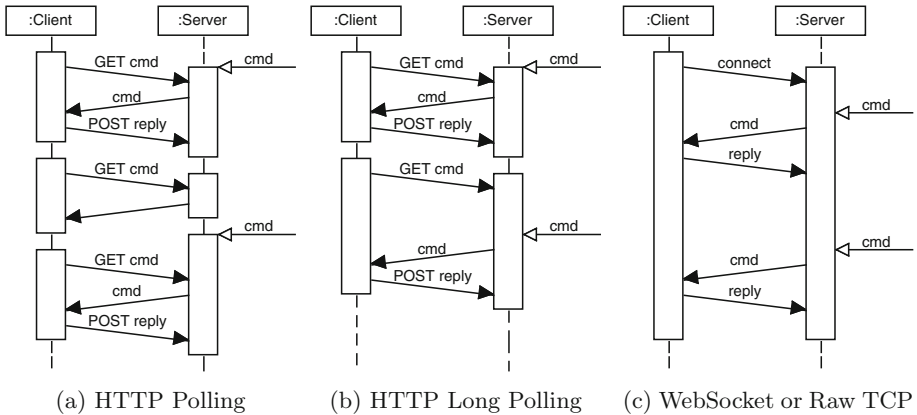 :Client
:Server
GET cmd
cmd
cmd
POST reply
GET cmd
cmd
GET cmd
cmd
POST reply
(a) HTTP Polling
:Client
:Server
GET cmd
cmd
cmd
POST reply
GET cmd
cmd
cmd
POST reply
(b) HTTP Long Polling
:Client
:Server
connect
cmd
cmd
reply
cmd
cmd
reply
(c) WebSocket or Raw TCP